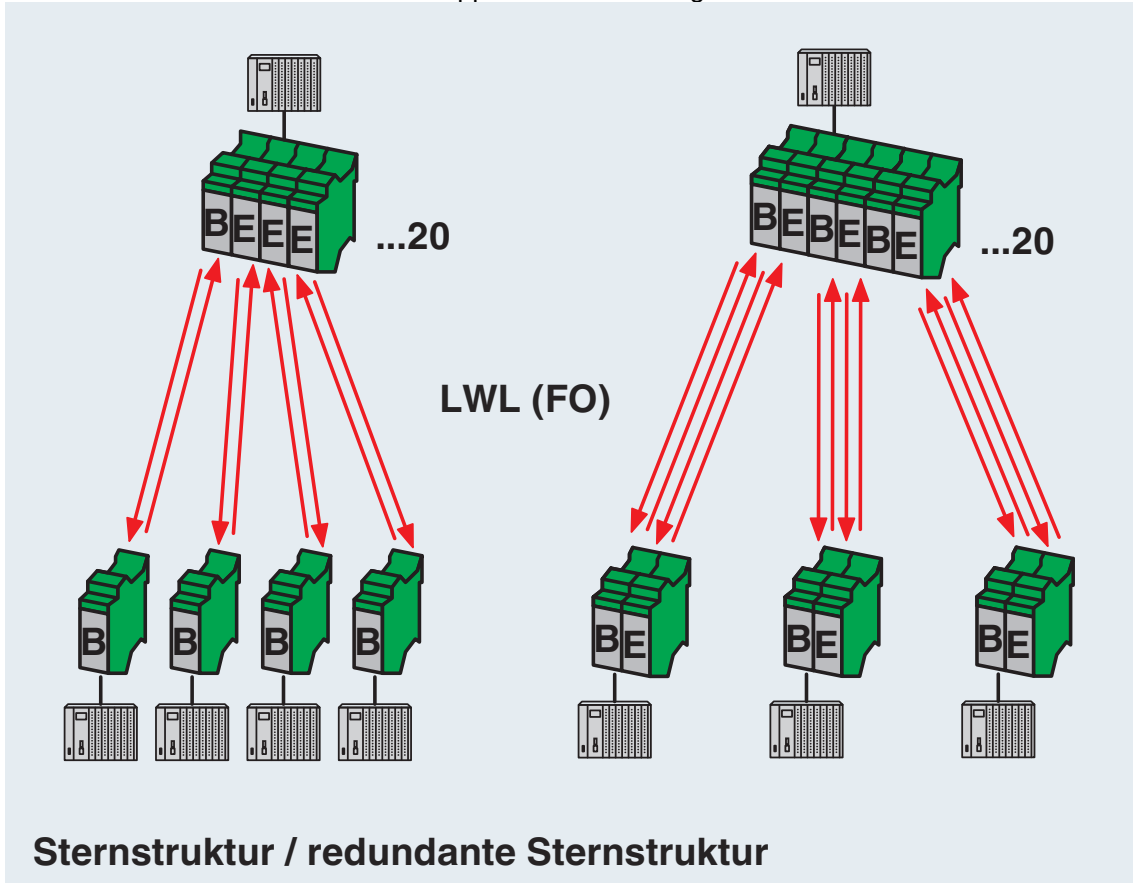 B E E E ...20
B E B E B E ...20
LWL (FO)
B B B B
B E B E B E
Sternstruktur / redundante Sternstruktur